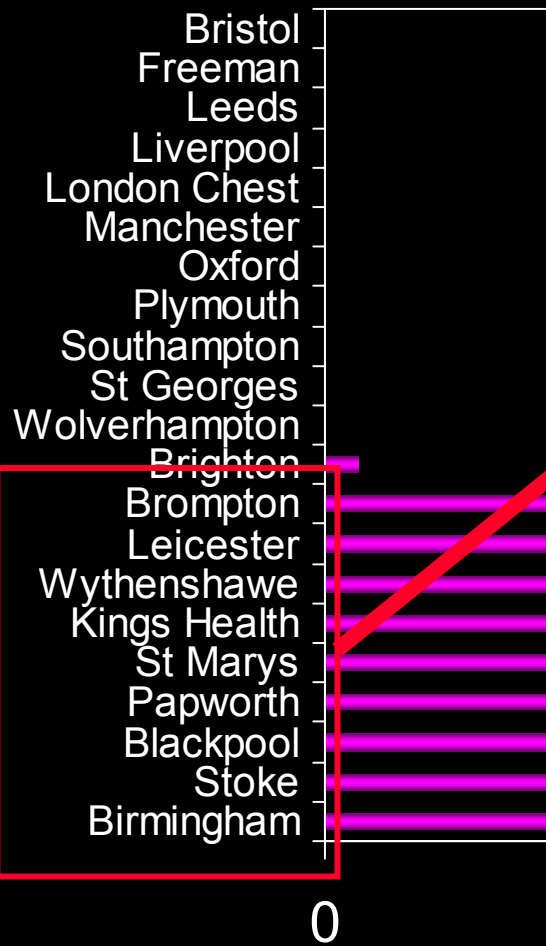 Bristol
Freeman
Leeds
Liverpool
London Chest
Manchester
Oxford
Plymouth
Southampton
St Georges
Wolverhampton
Brighton
Brompton
Leicester
Wythenshawe
Kings Health
St Marys
Papworth
Blackpool
Stoke
Birmingham
0